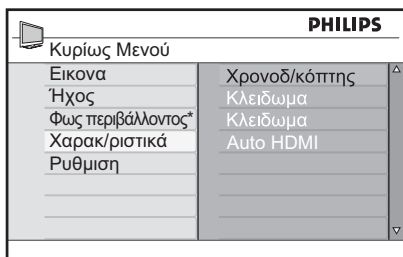 PHILIPS
Κυρίως Μενού
Εικονα
Ήχος
Φως περιβάλλοντος*
Χαρακ/ριστικά
Ρυθμιση
Χρονοδ/κόπτης
Κλειδωμα
Κλειδωμα
Auto HDMI